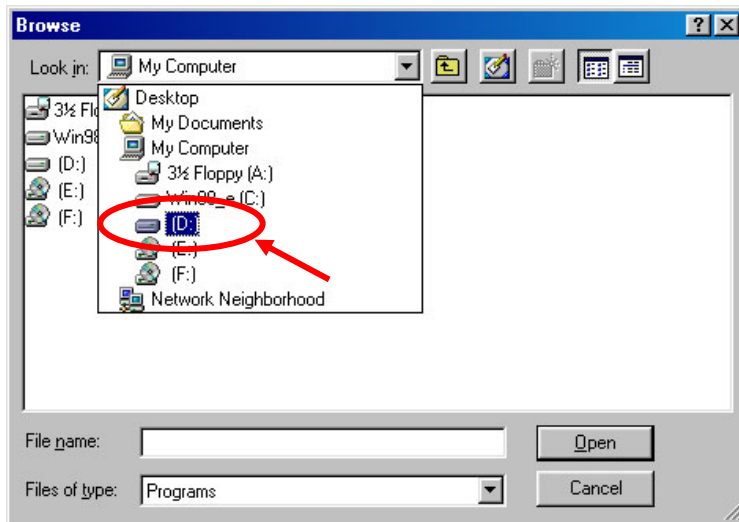 Browse
Look in: My Computer
3½ Flo
Win98
(D:)
(E:)
(F:)
Desktop
My Documents
My Computer
3½ Floppy (A:)
Win98_e (C:)
(D:)
(E:)
(F:)
Network Neighborhood
File name:
Open
Files of type: Programs
Cancel